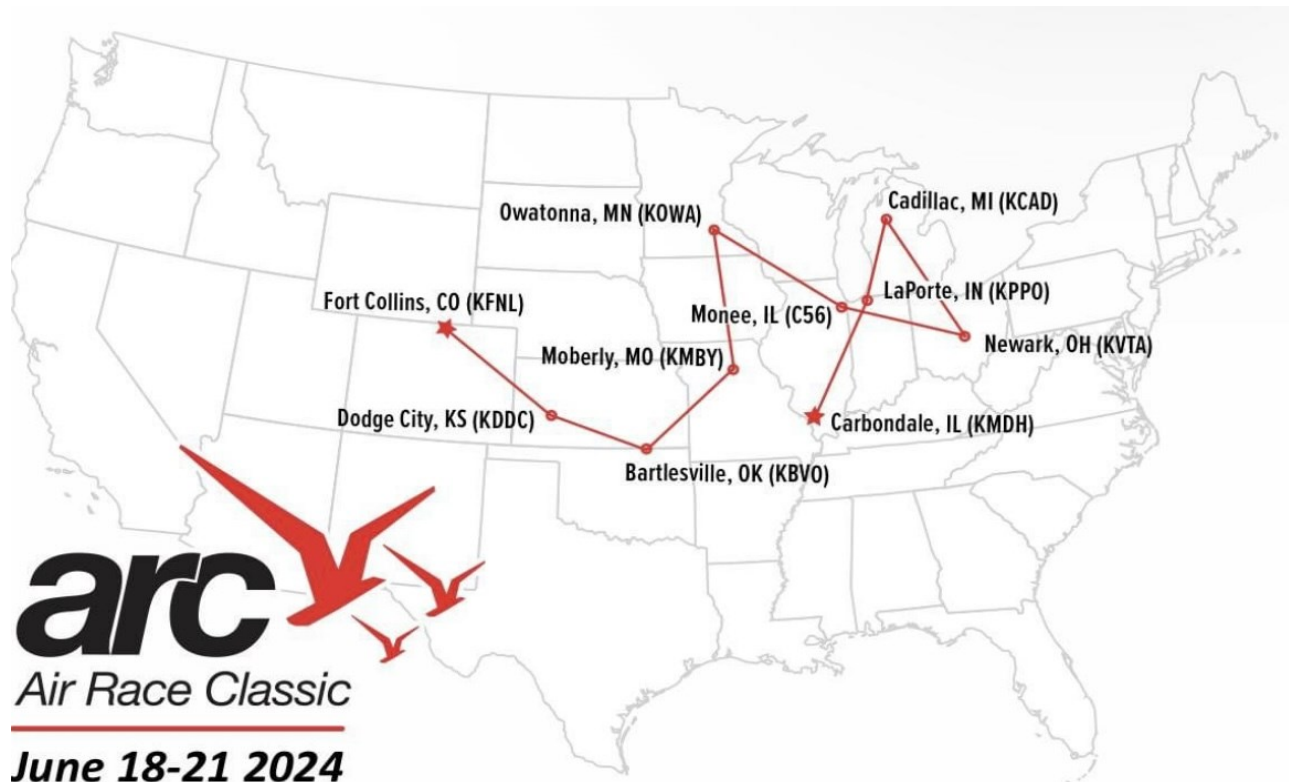 Cadillac, MI (KCAD)
Owatonna, MN (KOWA)
Fort Collins, CO (KFNL)
LaPorte, IN (KPPO)
Monee, IL (C56)
Newark, OH (KVTA)
Moberly, MO (KMBY)
Dodge City, KS (KDDC)
Carbondale, IL (KMDH)
Bartlesville, OK (KBVO)
arc
Air Race Classic
June 18-21 2024